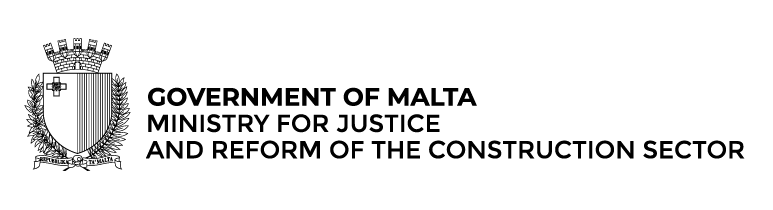 GOVERNMENT OF MALTA
MINISTRY FOR JUSTICE
AND REFORM OF THE CONSTRUCTION SECTOR
REPUBBLIKA TA' MALTA